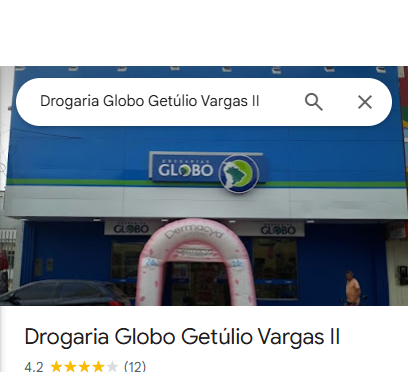 Drogaria Globo Getúlio Vargas II
DROGARIAS
GLOBO
GLOBO
GLOBO
Dermacyd
Drogaria Globo Getúlio Vargas II
4,2 (12)